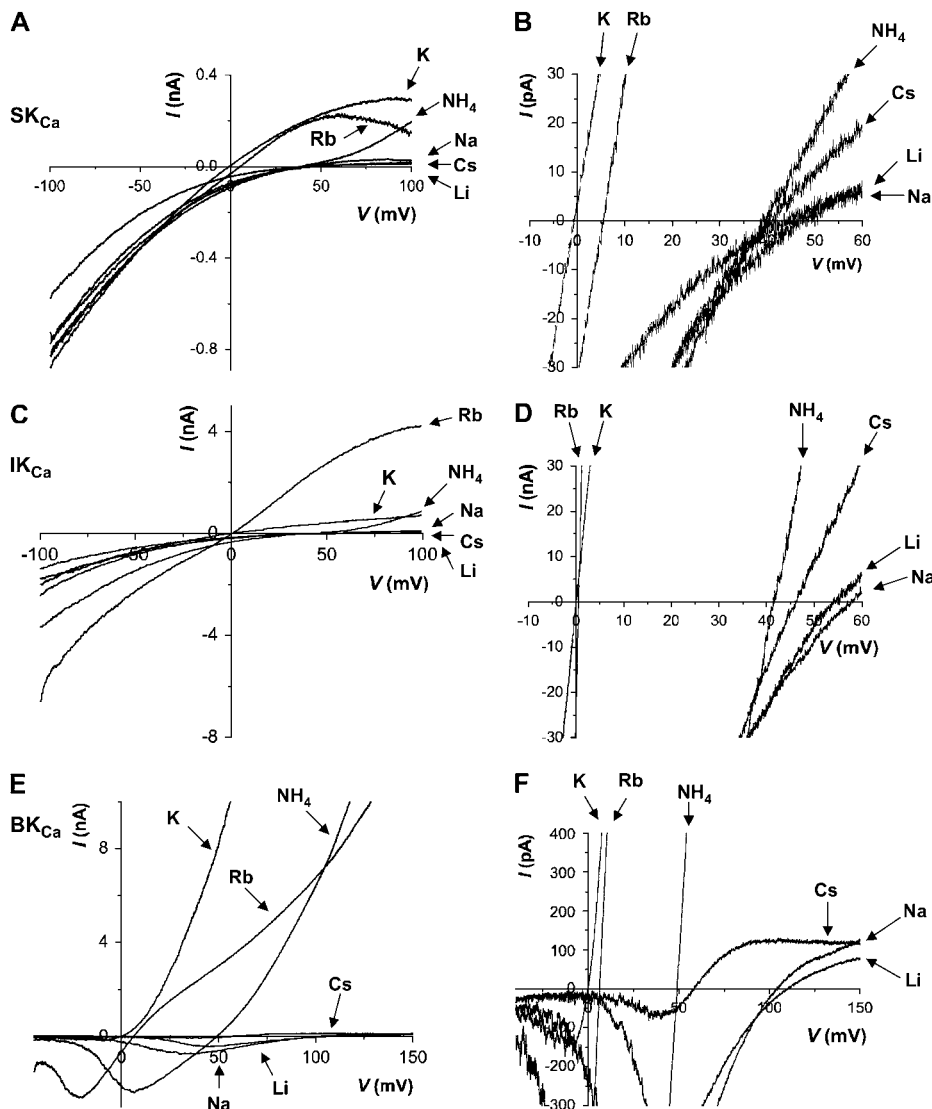 A
SKCa
I (nA)
0.4
0.0
-0.4
-0.8
-100
-50
0
50
100
V (mV)
K
NH4
Rb
Na
Cs
Li
B
I (pA)
30
20
10
0
-10
-20
-30
-10
0
10
20
30
40
50
60
V (mV)
K
Rb
NH4
Cs
Li
Na
C
IKCa
I (nA)
4
0
-4
-8
-100
-50
0
50
100
V (mV)
Rb
K
NH4
Na
Cs
Li
D
I (nA)
30
20
10
0
-10
20
30
-10
0
10
20
30
40
50
60
V (mV)
Rb
K
NH4
Cs
Li
Na
E
BKCa
I (nA)
8
4
0
0
50
100
150
V (mV)
K
NH4
Rb
Cs
Na
Li
F
I (pA)
400
300
200
100
0
-100
-200
-300
0
50
100
150
V (mV)
K
Rb
NH4
Cs
Na
Li